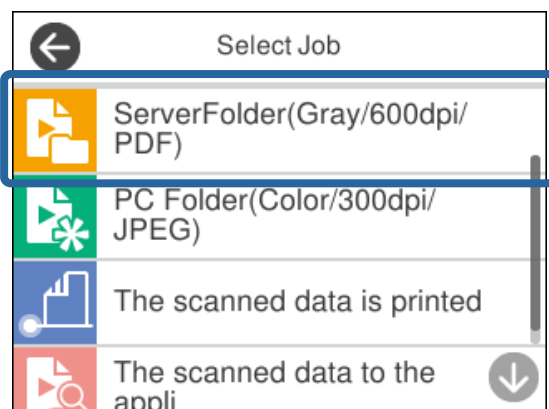 Select Job
ServerFolder(Gray/600dpi/
PDF)
PC Folder(Color/300dpi/
JPEG)
The scanned data is printed
The scanned data to the
appli